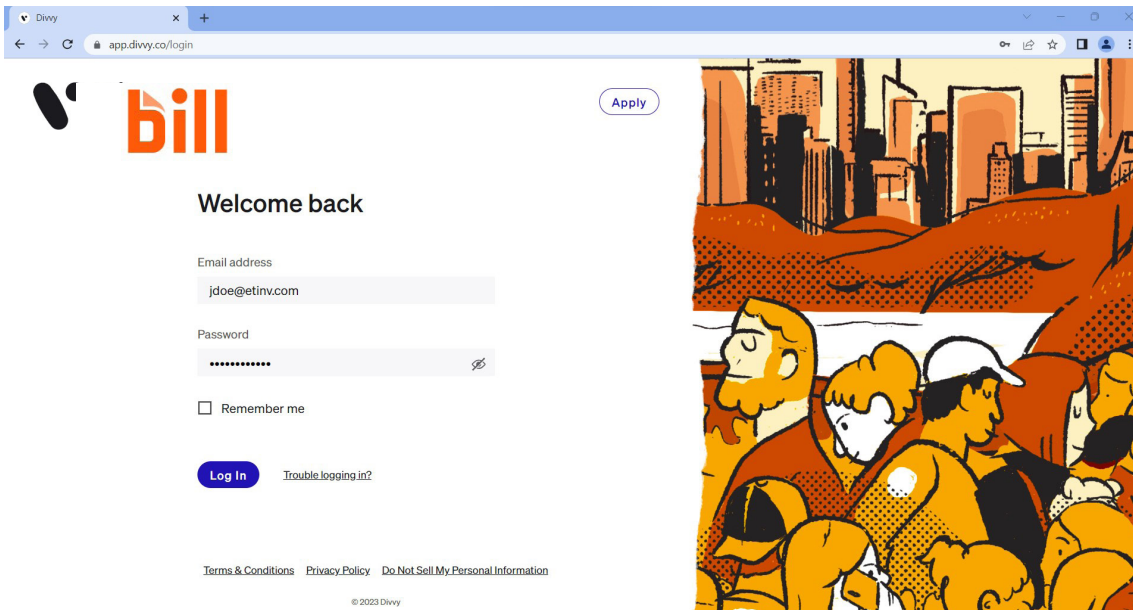 Divvy
app.divvy.co/login
bill
Apply
Welcome back
Email address
jdoe@etinv.com
Password
••••••••••••
Remember me
Log In
Trouble logging in?
Terms & Conditions Privacy Policy Do Not Sell My Personal Information
© 2023 Divvy